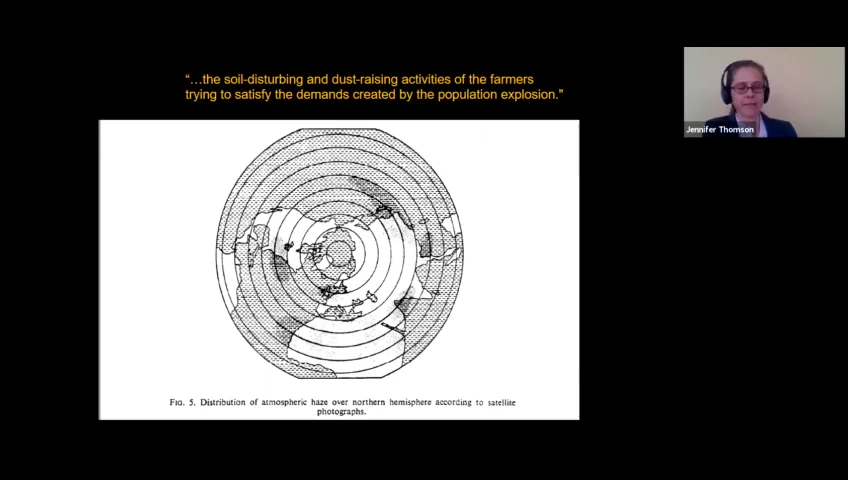 “…the soil-disturbing and dust-raising activities of the farmers
trying to satisfy the demands created by the population explosion."
Jennifer Thomson
FIG. 5. Distribution of atmospheric haze over northern hemisphere according to satellite
photographs.